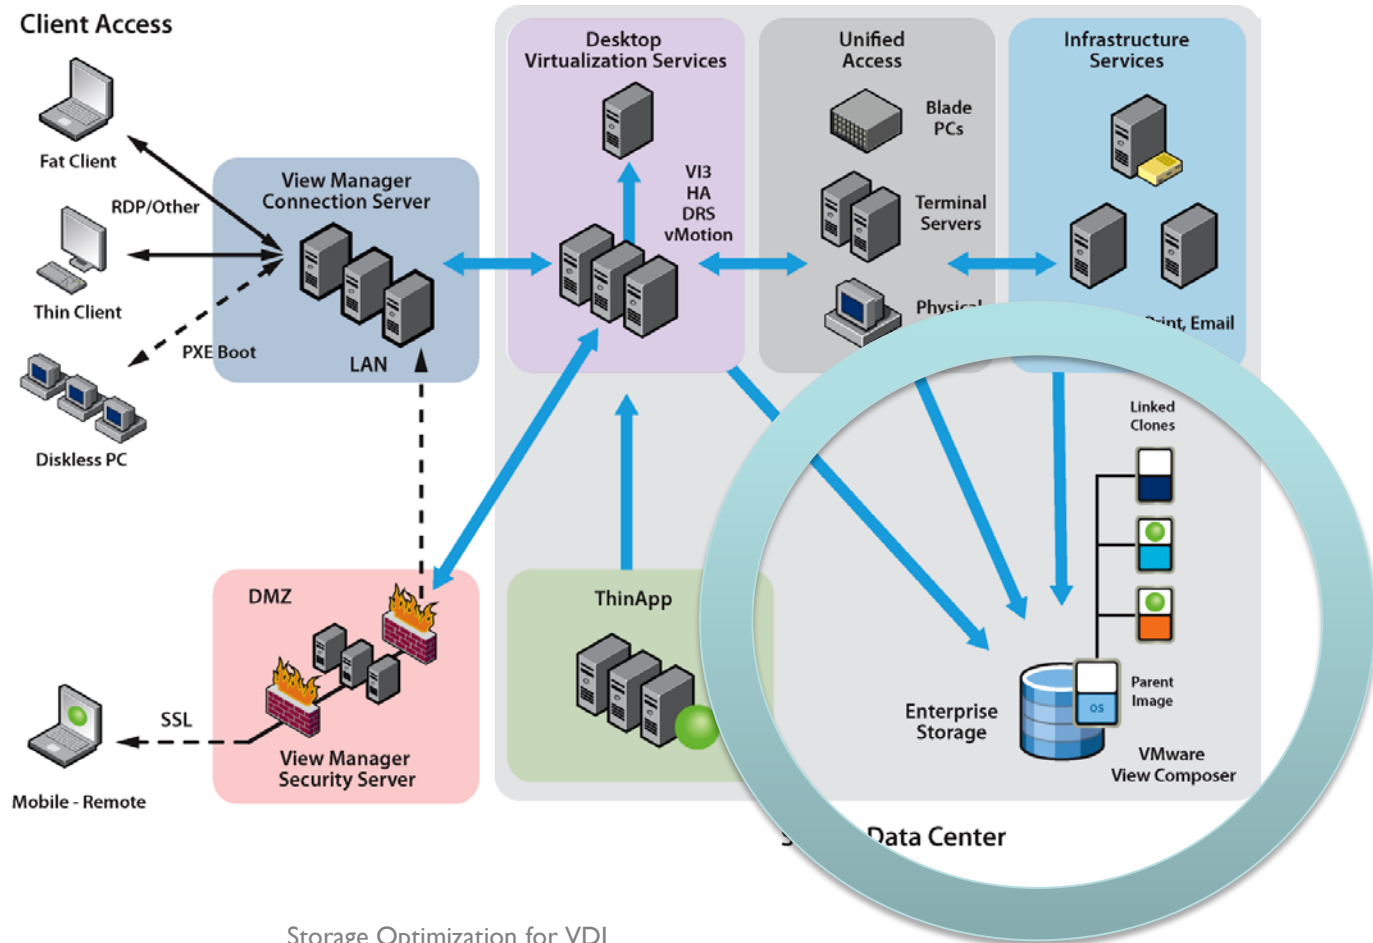 Client Access
Fat Client
RDP/Other
Thin Client
PXE Boot
Diskless PC
View Manager
Connection Server
LAN
Desktop
Virtualization Services
VI3
HA
DRS
vMotion
Unified
Access
Blade
PCs
Terminal
Servers
Physical
Infrastructure
Services
Print, Email
DMZ
View Manager
Security Server
SSL
Mobile - Remote
ThinApp
Linked
Clones
Parent
Image
OS
Enterprise
Storage
VMware
View Composer
Data Center
Storage Optimization for VDI